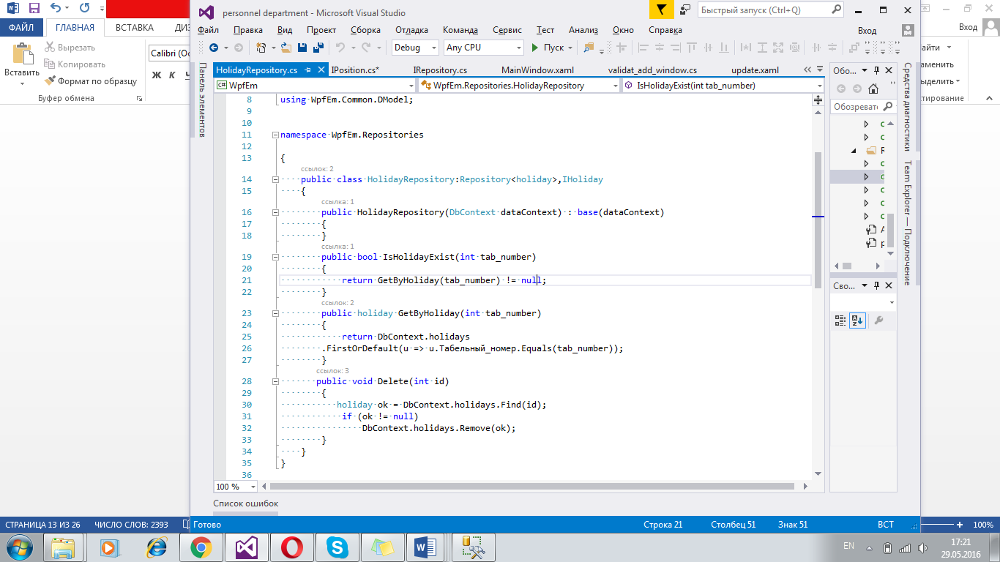 personnel department - Microsoft Visual Studio
Быстрый запуск (Ctrl+Q)
ФАЙЛ ГЛАВНАЯ ВСТАВКА
Вход
Файл Правка Вид Проект Сборка Отладка Команда Сервис Тест Анализ Окно Справка
Вход
Вставить
Вырезать
Копировать
Формат по образцу
Буфер обмена
Calibri
Ж К
Debug Any CPU Пуск
Панель элементов
HolidayRepository.cs IPosition.cs* IRepository.cs MainWindow.xaml validat_add_window.cs update.xaml
WpfEm WpfEm.Repositories.HolidayRepository IsHolidayExist(int tab_number)
8 using WpfEm.Common.DModel;
9
10
11 namespace WpfEm.Repositories
12
13 {
ссылок: 2
14 public class HolidayRepository:Repository<holiday>,IHoliday
15 {
ссылка: 1
16 public HolidayRepository(DbContext dataContext) : base(dataContext)
17 {
18 }
ссылка: 1
19 public bool IsHolidayExist(int tab_number)
20 {
21 return GetByHoliday(tab_number) != null;
22 }
ссылок: 2
23 public holiday GetByHoliday(int tab_number)
24 {
25 return DbContext.holidays
26 .FirstOrDefault(u => u.Табельный_номер.Equals(tab_number));
27 }
ссылок: 3
28 public void Delete(int id)
29 {
30 holiday ok = DbContext.holidays.Find(id);
31 if (ok != null)
32 DbContext.holidays.Remove(ok);
33 }
34 }
35 }
36
100 %
Обо...
Обозреват
Сво...
Средства диагностики
Team Explorer — Подключение
Список ошибок
Готово Строка 21 Столбец 51 Знак 51 ВСТ
СТРАНИЦА 13 ИЗ 26 ЧИСЛО СЛОВ: 2393
100%
EN
17:21
29.05.2016